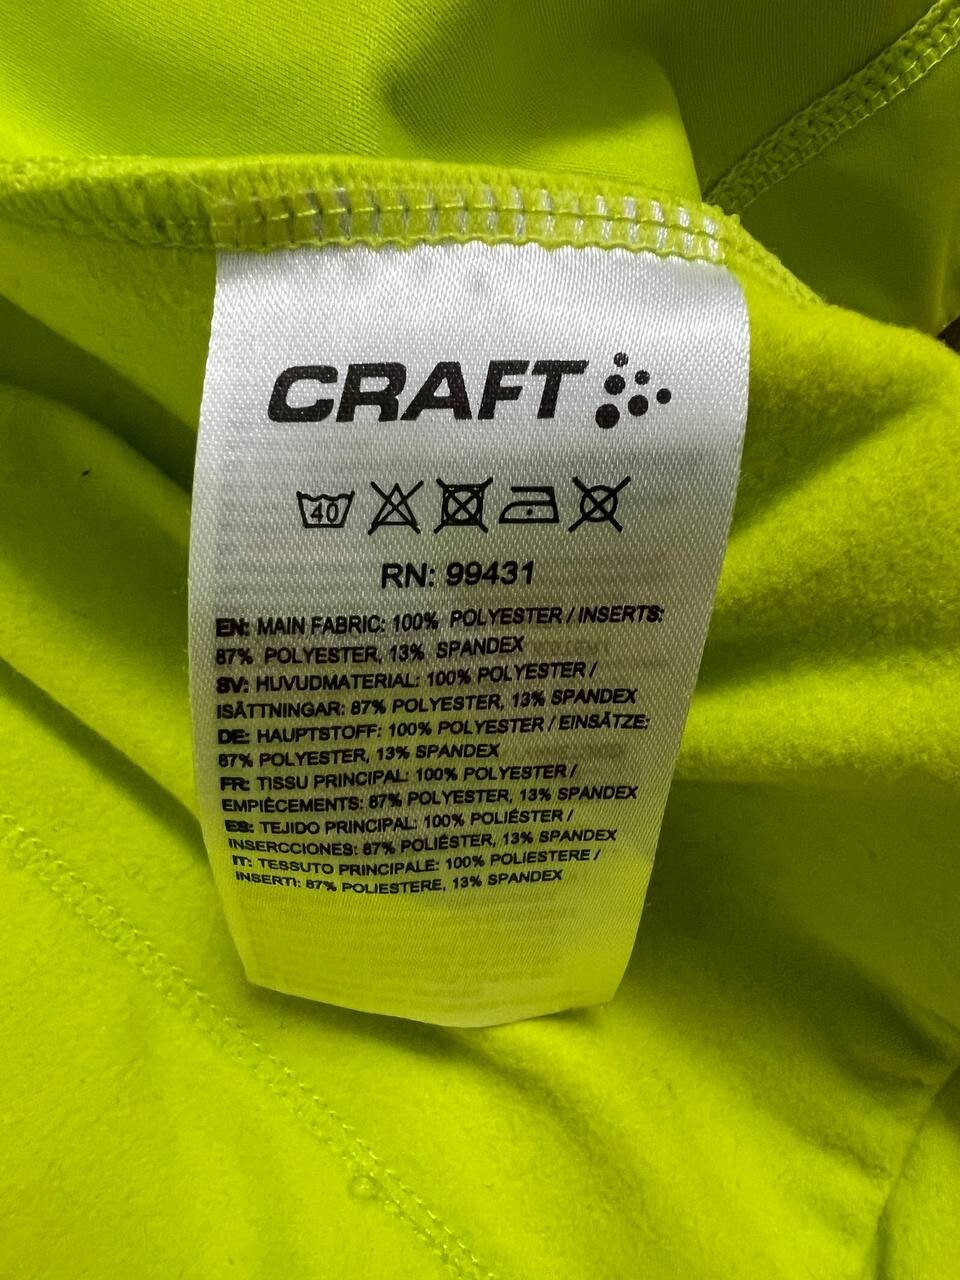 CRAFT
40
RN: 99431
EN: MAIN FABRIC: 100% POLYESTER / INSERTS:
87% POLYESTER, 13% SPANDEX
SV: HUVUDMATERIAL: 100% POLYESTER /
ISÄTTNINGAR: 87% POLYESTER, 13% SPANDEX
DE: HAUPTSTOFF: 100% POLYESTER / EINSÄTZE:
87% POLYESTER, 13% SPANDEX
FR: TISSU PRINCIPAL: 100% POLYESTER /
EMPIÈCEMENTS: 87% POLYESTER, 13% SPANDEX
ES: TEJIDO PRINCIPAL: 100% POLIÉSTER /
INSERCCIONES: 87% POLIÉSTER, 13% SPANDEX
IT: TESSUTO PRINCIPALE: 100% POLIESTERE /
INSERTI: 87% POLIESTERE, 13% SPANDEX